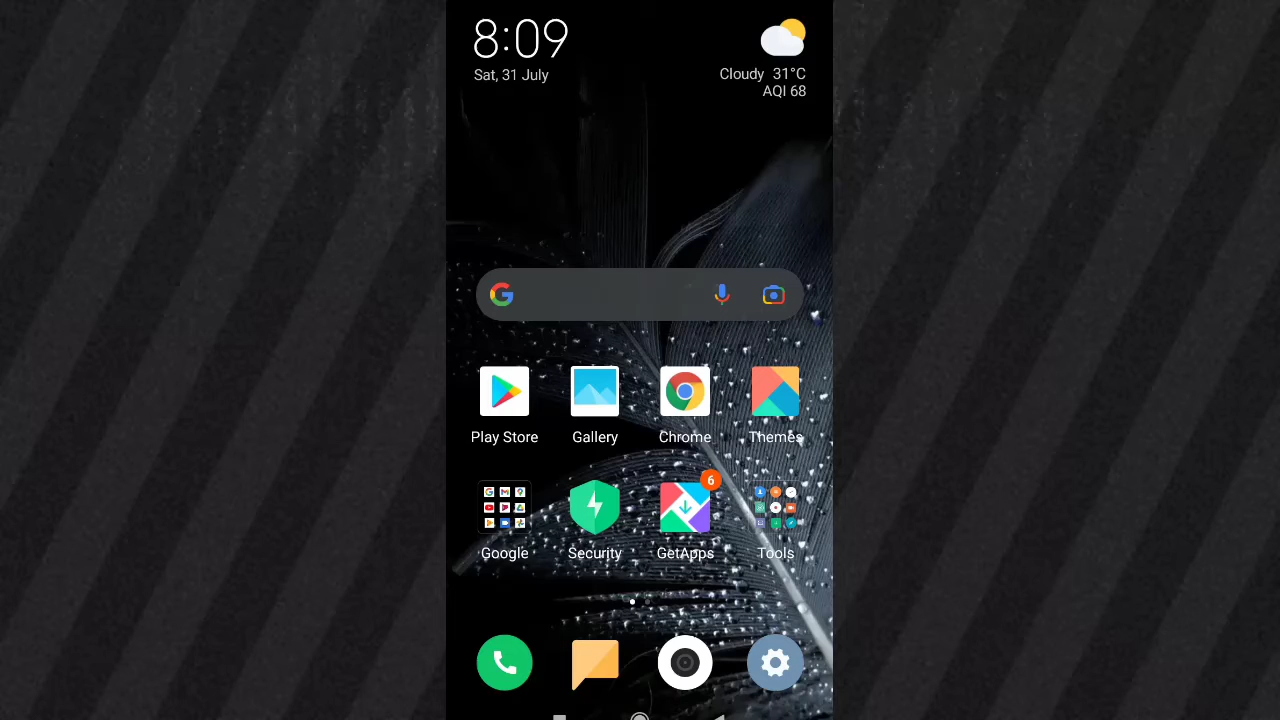 8:09
Sat, 31 July
Cloudy 31°C
AQI 68
Play Store
Gallery
Chrome
Themes
6
Google
Security
GetApps
Tools